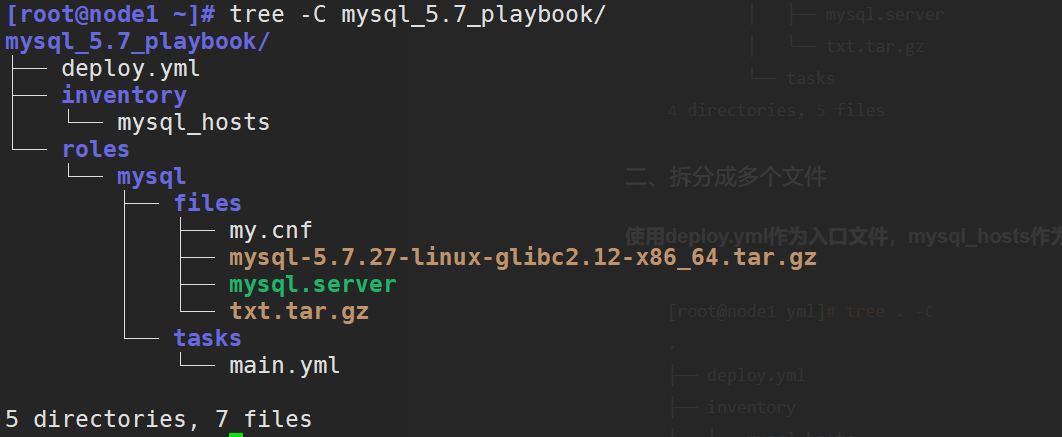 [root@node1 ~]# tree -C mysql_5.7_playbook/
mysql_5.7_playbook/
├── deploy.yml
├── inventory
│   └── mysql_hosts
└── roles
    └── mysql
        ├── files
        │   ├── my.cnf
        │   ├── mysql-5.7.27-linux-glibc2.12-x86_64.tar.gz
        │   ├── mysql.server
        │   └── txt.tar.gz
        └── tasks
            └── main.yml
5 directories, 7 files
│   ├── mysql.server
│   └── txt.tar.gz
└── tasks
4 directories, 5 files
二、拆分成多个文件
使用deploy.yml作为入口文件，mysql_hosts作为
[root@node1 yml]# tree . -C
.
├── deploy.yml
├── inventory